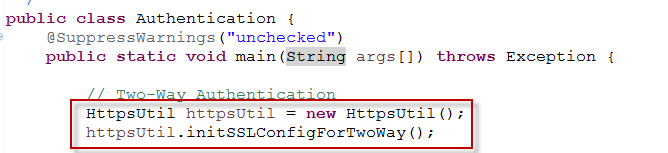 public class Authentication {
@SuppressWarnings("unchecked")
public static void main(String args[]) throws Exception {
// Two-Way Authentication
HttpsUtil httpsUtil = new HttpsUtil();
httpsUtil.initSSLConfigForTwoWay();